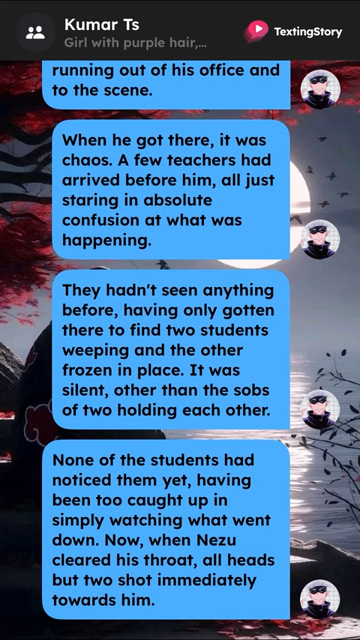 Kumar Ts
Girl with purple hair,...
TextingStory
running out of his office and
to the scene.
When he got there, it was
chaos. A few teachers had
arrived before him, all just
staring in absolute
confusion at what was
happening.
They hadn't seen anything
before, having only gotten
there to find two students
weeping and the other
frozen in place. It was
silent, other than the sobs
of two holding each other.
None of the students had
noticed them yet, having
been too caught up in
simply watching what went
down. Now, when Nezu
cleared his throat, all heads
but two shot immediately
towards him.